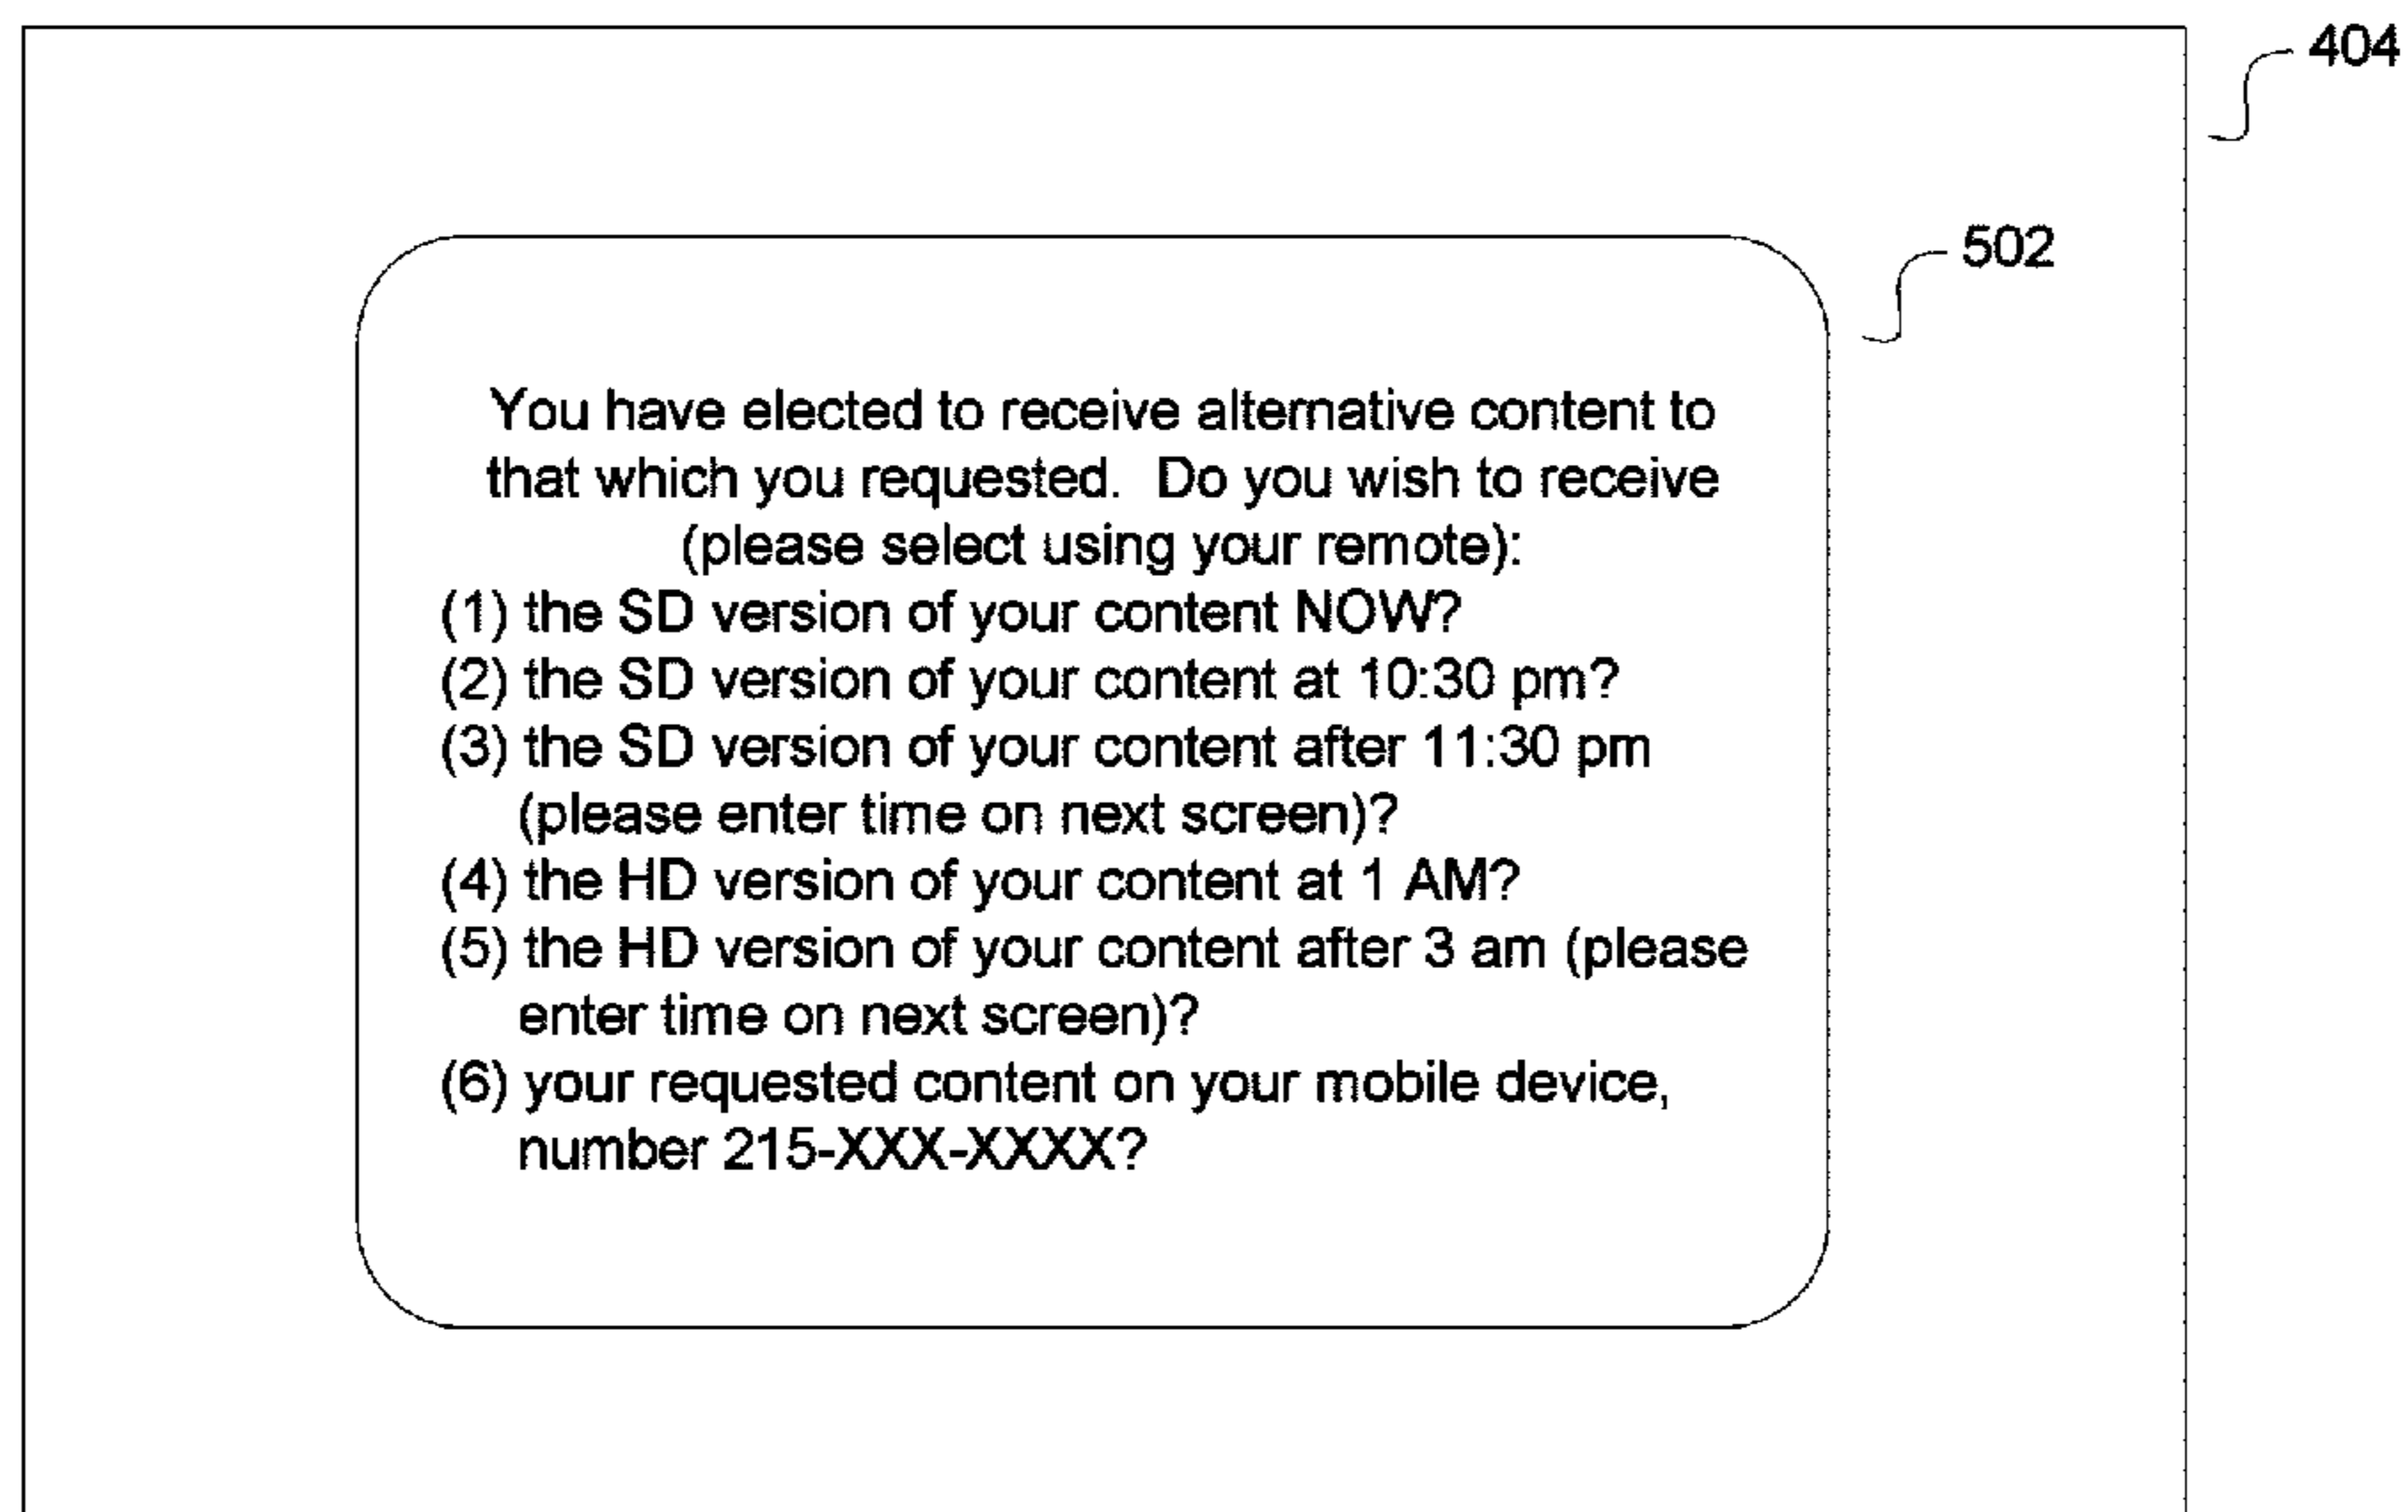 404
502
You have elected to receive alternative content to
that which you requested.  Do you wish to receive
(please select using your remote):
(1) the SD version of your content NOW?
(2) the SD version of your content at 10:30 pm?
(3) the SD version of your content after 11:30 pm
(please enter time on next screen)?
(4) the HD version of your content at 1 AM?
(5) the HD version of your content after 3 am (please
enter time on next screen)?
(6) your requested content on your mobile device,
number 215-XXX-XXXX?